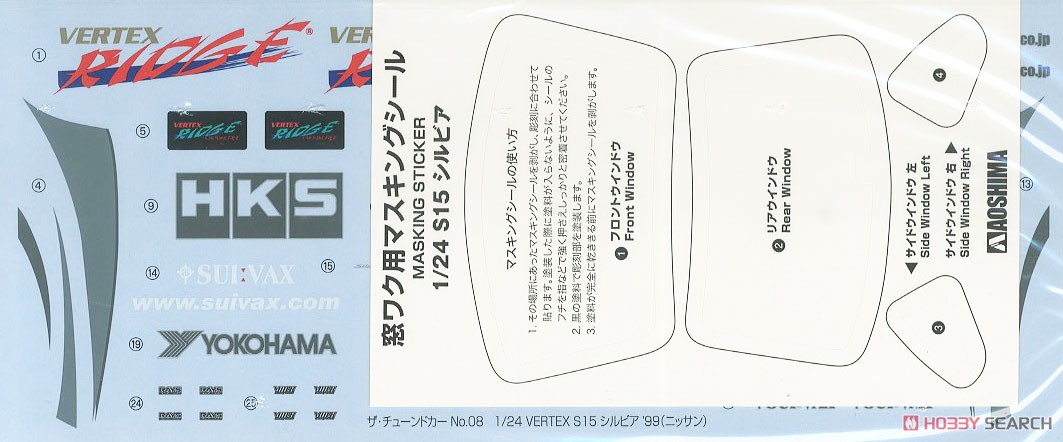 ①
VERTEX
RIDGE®
co.jp
co.jp
⑤
VERTEX
RIDGE
VERTEX
RIDGE
④
⑨
HKS
⑭
SUI:VAX
⑮
www.suivax.com
⑲
YOKOHAMA
㉔
RAYS
RAYS
RAYS
RAYS
⑬
窓ワク用マスキングシール
MASKING STICKER
1/24 S15 シルビア
マスキングシールの使い方
1. その場所にあったマスキングシールを剥がし、彫刻に合わせて
貼ります。塗装した際に塗料が入らないように、シールの
フチを指などで強く押さえしっかりと密着させてください。
2. 黒の塗料で彫刻部を塗装します。
3. 塗料が完全に乾ききる前にマスキングシールを剥がします。
❶ フロントウインドウ
Front Window
❷ リアウインドウ
Rear Window
◀サイドウインドウ 左
Side Window Left
サイドウインドウ 右▶
Side Window Right
❹
❸
AOSHIMA
ザ・チューンドカー No.08 1/24 VERTEX S15 シルビア '99(ニッサン)
HOBBY SEARCH